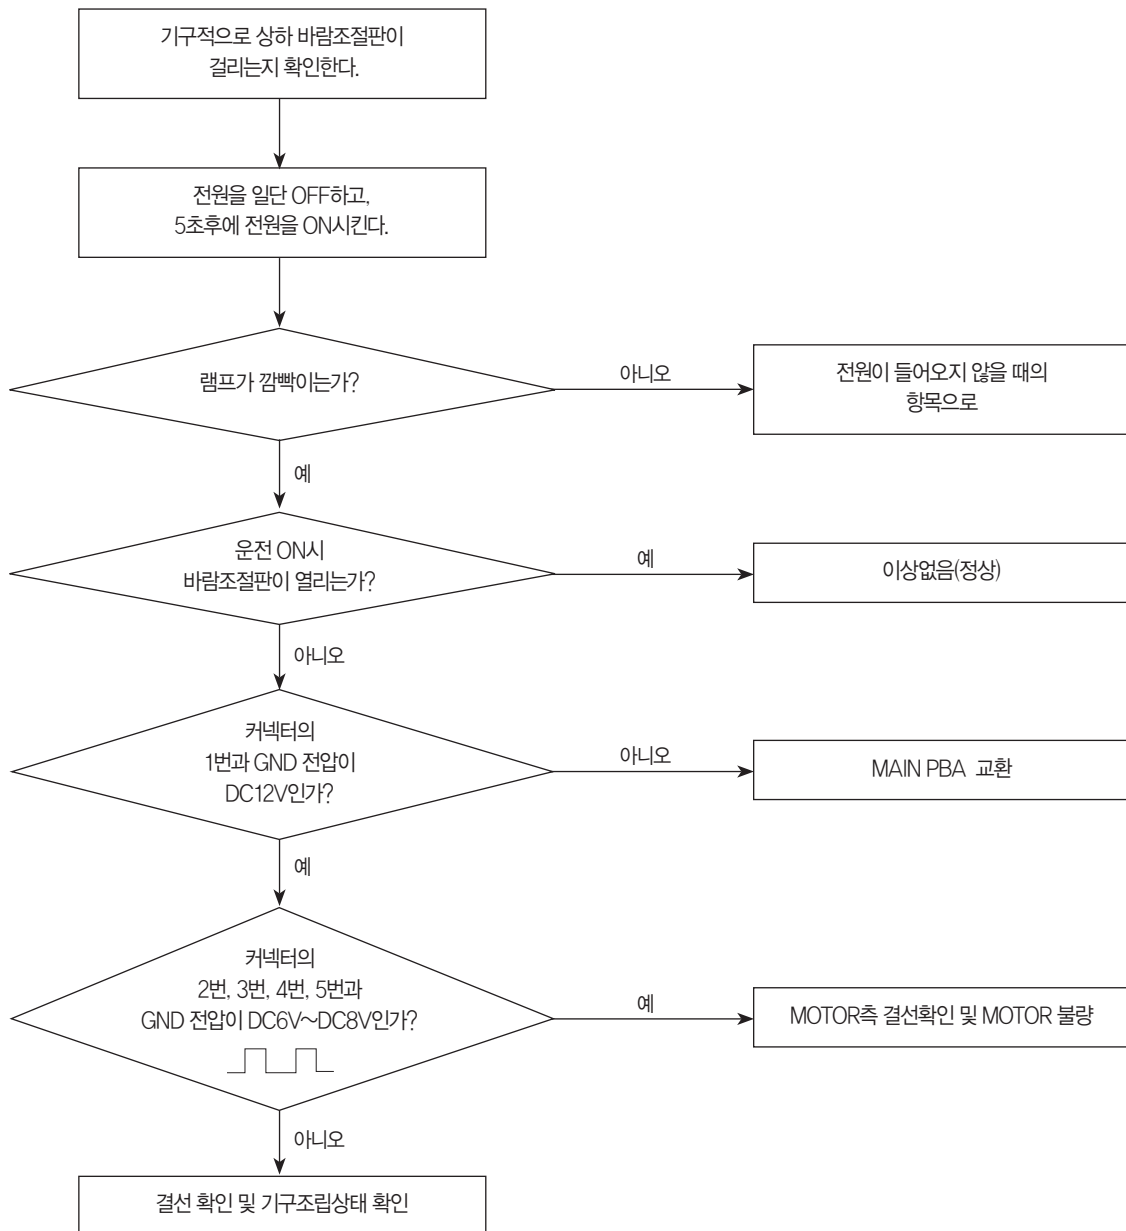 기구적으로 상하 바람조절판이
걸리는지 확인한다.
전원을 일단 OFF하고,
5초후에 전원을 ON시킨다.
램프가 깜빡이는가?
아니오
전원이 들어오지 않을 때의
항목으로
예
운전 ON시
바람조절판이 열리는가?
예
이상없음(정상)
아니오
커넥터의
1번과 GND 전압이
DC12V인가?
아니오
MAIN PBA 교환
예
커넥터의
2번, 3번, 4번, 5번과
GND 전압이 DC6V~DC8V인가?
예
MOTOR측 결선확인 및 MOTOR 불량
아니오
결선 확인 및 기구조립상태 확인